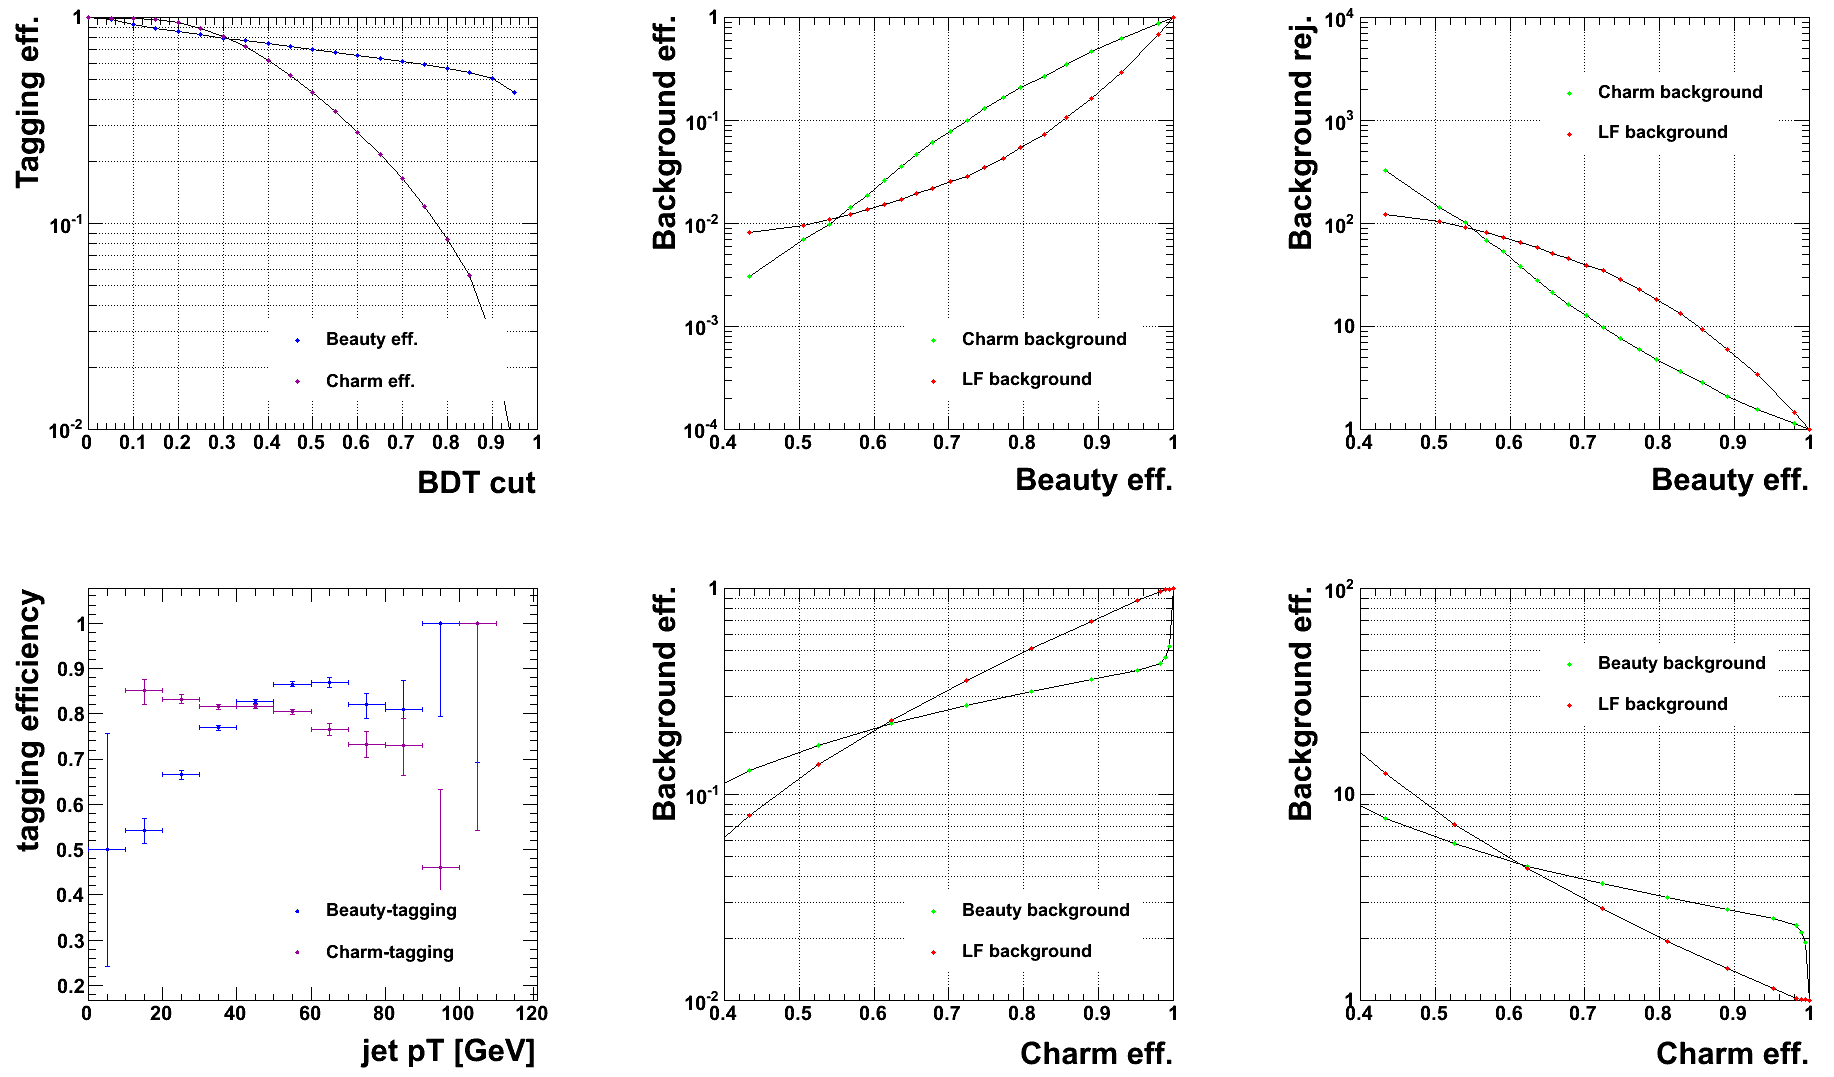 Tagging eff.
1
10-1
10-2
0 0.1 0.2 0.3 0.4 0.5 0.6 0.7 0.8 0.9 1
BDT cut
Beauty eff.
Charm eff.
Background eff.
1
10-1
10-2
10-3
10-4
0.4 0.5 0.6 0.7 0.8 0.9 1
Beauty eff.
Charm background
LF background
Background rej.
104
103
102
10
1
0.4 0.5 0.6 0.7 0.8 0.9 1
Beauty eff.
Charm background
LF background
tagging efficiency
1
0.9
0.8
0.7
0.6
0.5
0.4
0.3
0.2
0 20 40 60 80 100 120
jet pT [GeV]
Beauty-tagging
Charm-tagging
Background eff.
1
10-1
10-2
0.4 0.5 0.6 0.7 0.8 0.9 1
Charm eff.
Beauty background
LF background
Background eff.
102
10
1
0.4 0.5 0.6 0.7 0.8 0.9 1
Charm eff.
Beauty background
LF background